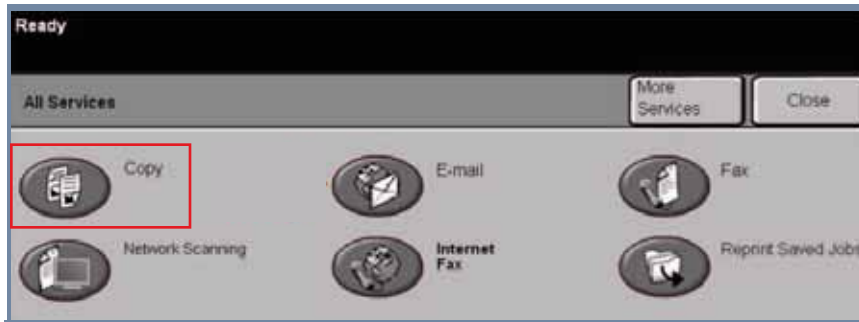 Ready
All Services
More
Services
Close
Copy
E-mail
Fax
Network Scanning
Internet
Fax
Reprint Saved Jobs